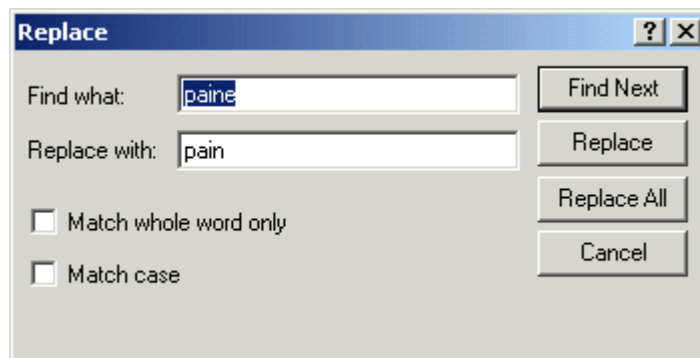 Replace
Find what: paine Find Next
Replace with: pain Replace
Replace All
Match whole word only
Cancel
Match case